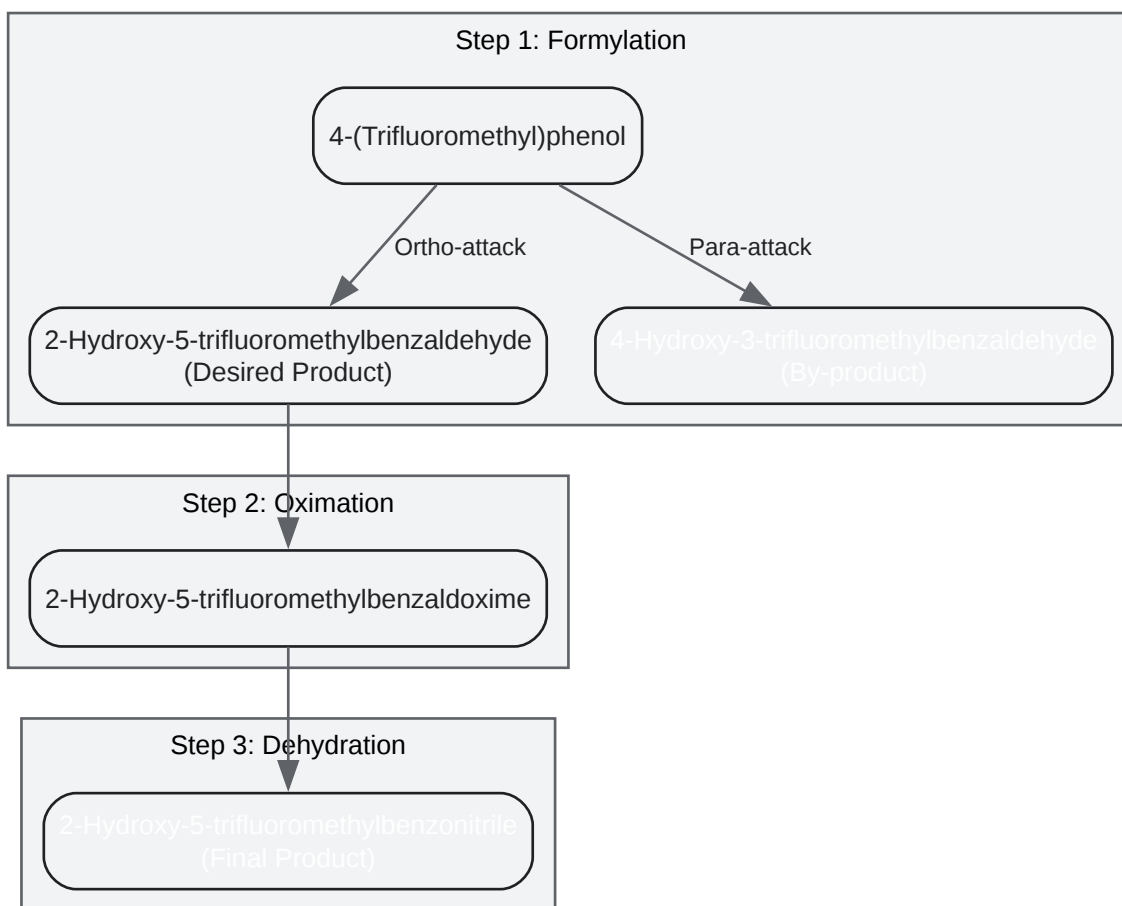 Step 1: Formylation
4-(Trifluoromethyl)phenol
Ortho-attack
Para-attack
2-Hydroxy-5-trifluoromethylbenzaldehyde
(Desired Product)
4-Hydroxy-3-trifluoromethylbenzaldehyde
(By-product)
Step 2: Oximation
2-Hydroxy-5-trifluoromethylbenzaldoxime
Step 3: Dehydration
2-Hydroxy-5-trifluoromethylbenzonitrile
(Final Product)